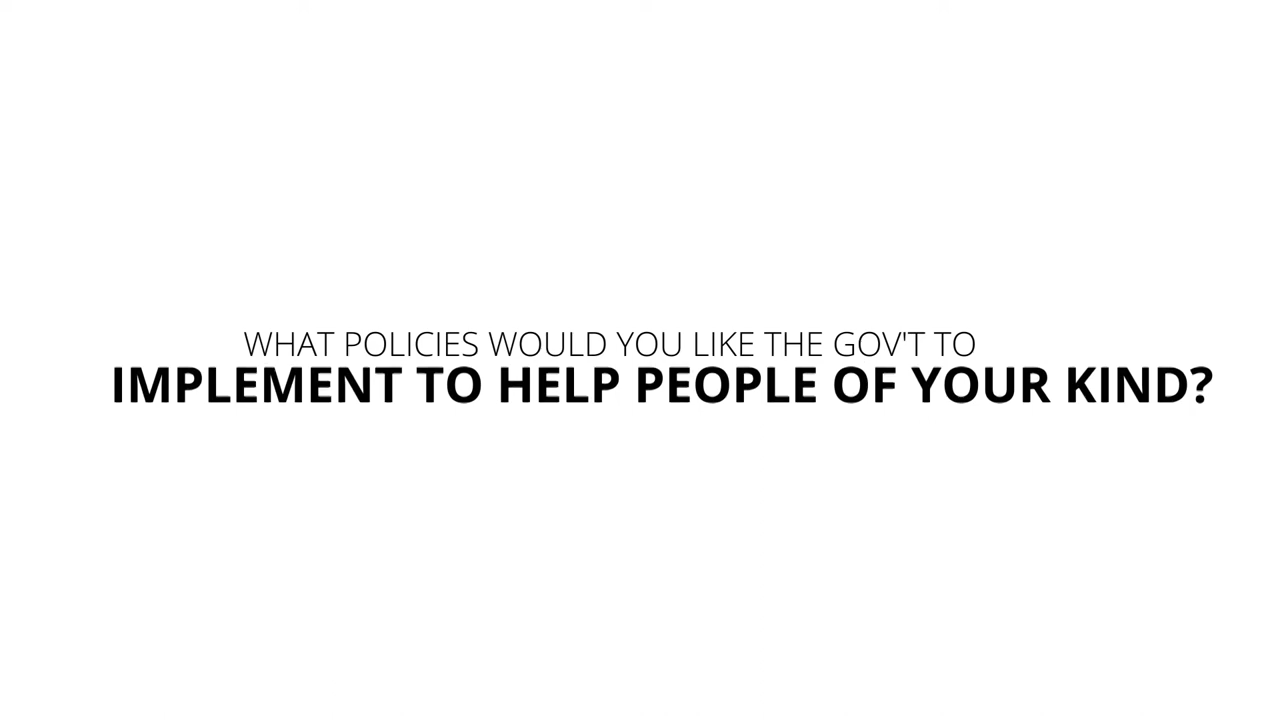 WHAT POLICIES WOULD YOU LIKE THE GOV'T TO
IMPLEMENT TO HELP PEOPLE OF YOUR KIND?